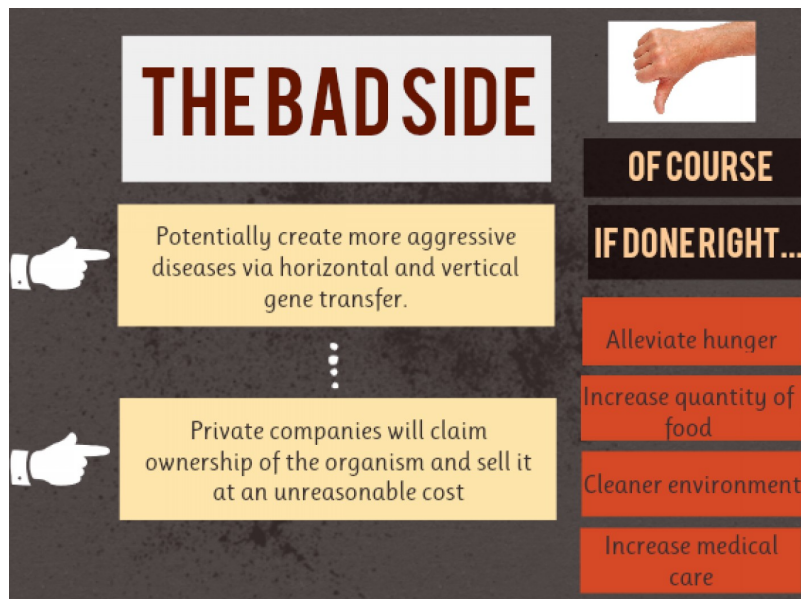 THE BAD SIDE
Potentially create more aggressive
diseases via horizontal and vertical
gene transfer.
Private companies will claim
ownership of the organism and sell it
at an unreasonable cost
OF COURSE
IF DONE RIGHT...
Alleviate hunger
Increase quantity of
food
Cleaner environment
Increase medical
care